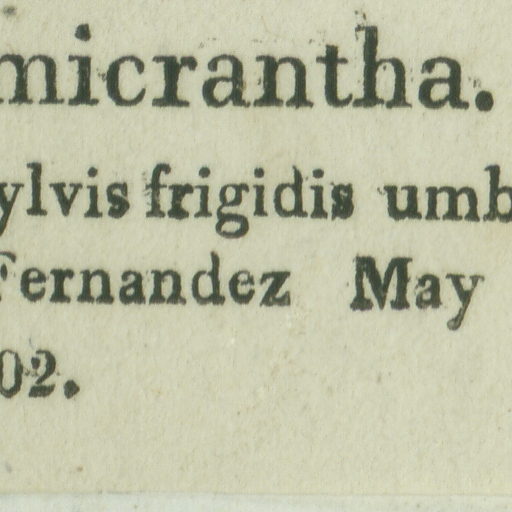 micrantha.
ylvis frigidis umb
Fernandez May
02.